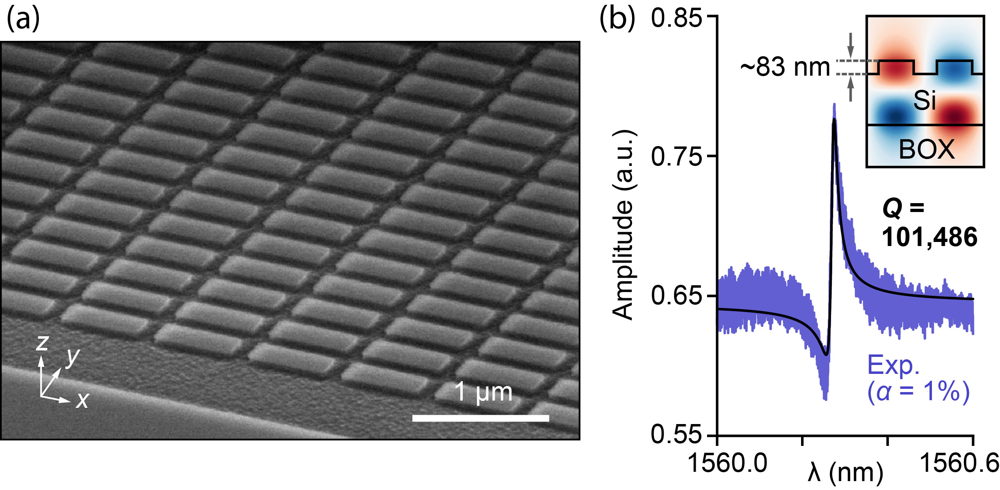 (a)
z
y
x
1 μm
(b)
0.85
0.75
0.65
0.55
Amplitude (a.u.)
~83 nm
Si
BOX
Q =
101,486
Exp.
(α = 1%)
1560.0
1560.6
λ (nm)